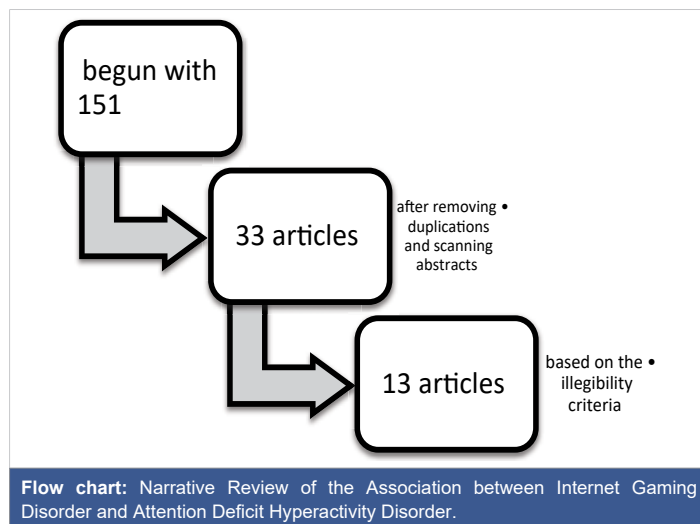 begun with
151
33 articles
after removing •
duplications
and scanning
abstracts
13 articles
based on the •
illegibility
criteria
Flow chart: Narrative Review of the Association between Internet Gaming
Disorder and Attention Deficit Hyperactivity Disorder.